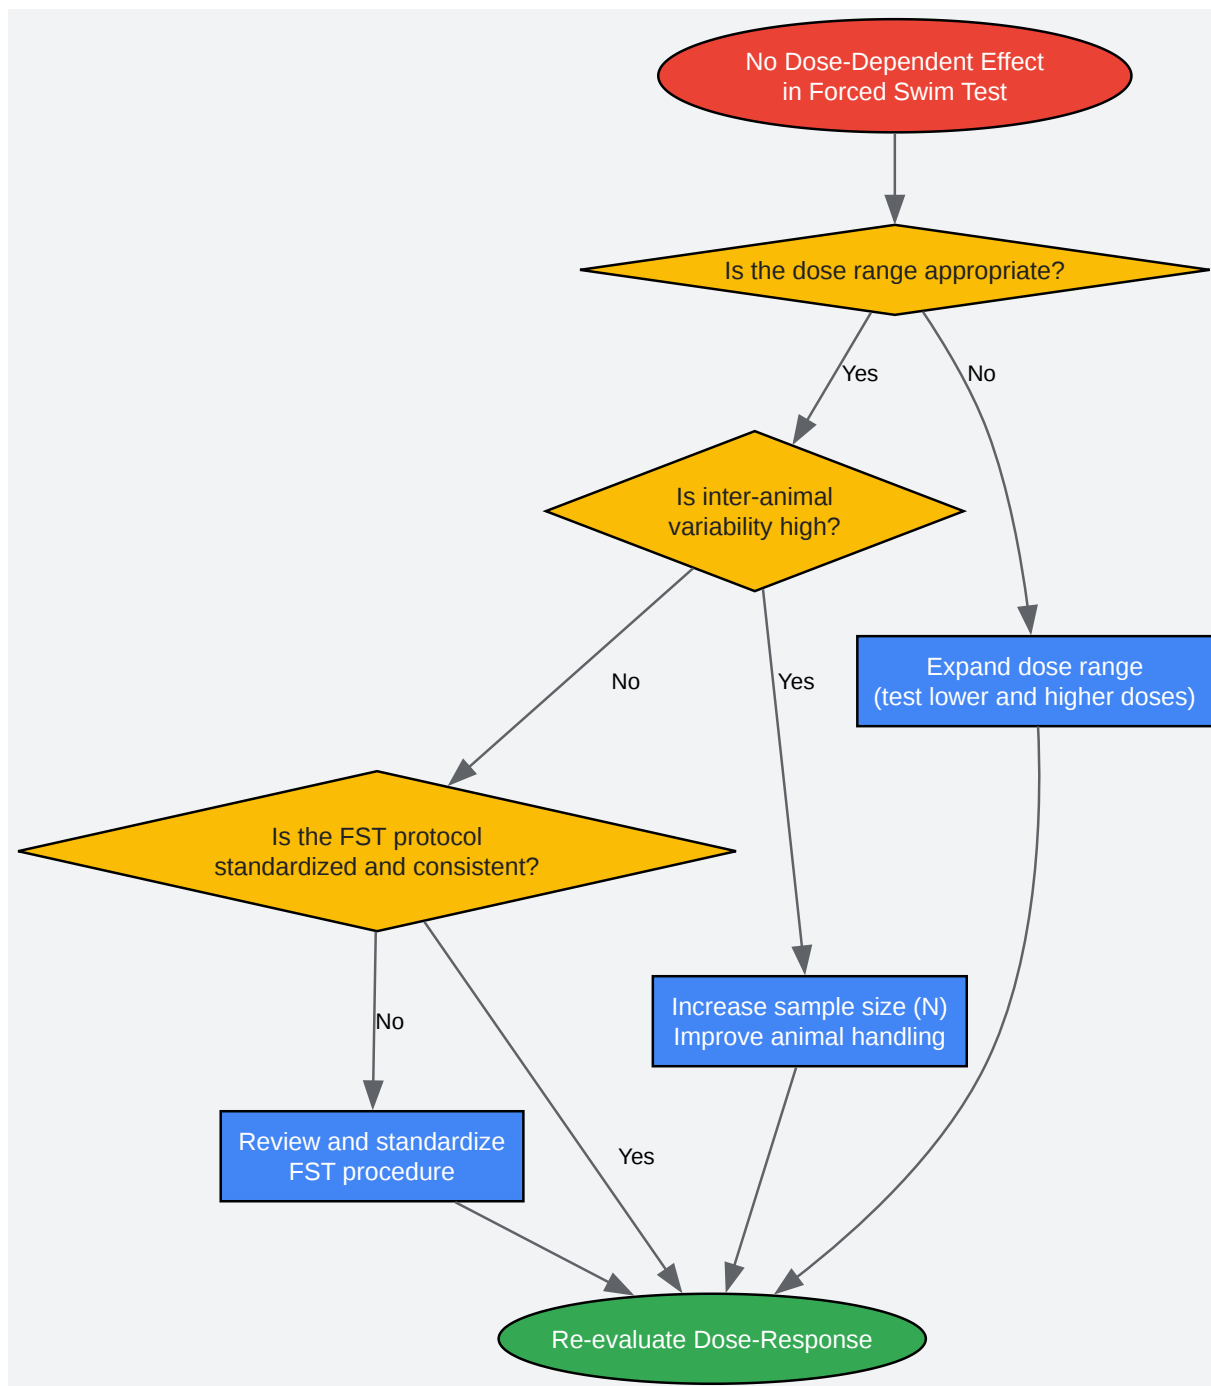 No Dose-Dependent Effect
in Forced Swim Test
Is the dose range appropriate?
Yes
No
Is inter-animal
variability high?
No
Yes
Expand dose range
(test lower and higher doses)
Is the FST protocol
standardized and consistent?
No
Increase sample size (N)
Improve animal handling
Review and standardize
FST procedure
Yes
Re-evaluate Dose-Response